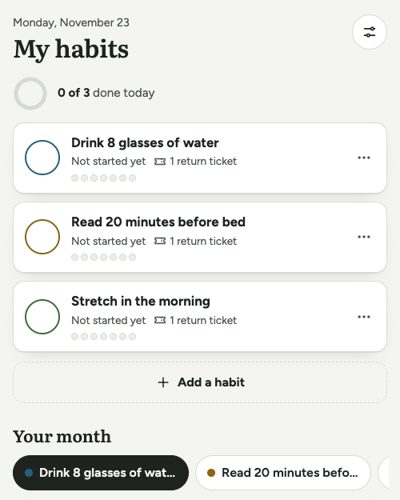 Monday, November 23
My habits
0 of 3 done today
Drink 8 glasses of water
Not started yet 1 return ticket
Read 20 minutes before bed
Not started yet 1 return ticket
Stretch in the morning
Not started yet 1 return ticket
Add a habit
Your month
Drink 8 glasses of wat... Read 20 minutes befo...